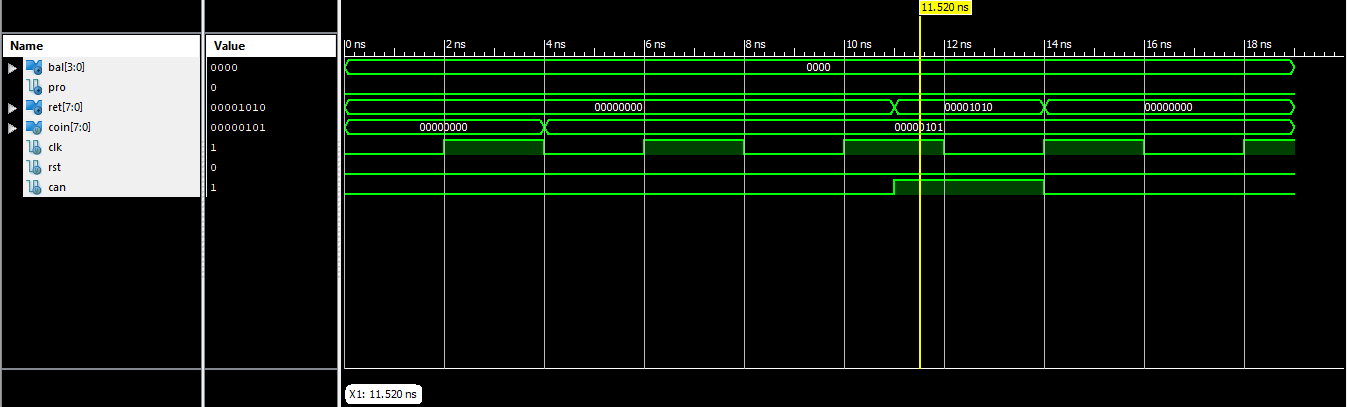 11.520 ns
Name Value 0 ns 2 ns 4 ns 6 ns 8 ns 10 ns 12 ns 14 ns 16 ns 18 ns
bal[3:0] 0000 0000
pro 0
ret[7:0] 00001010 00000000 00001010 00000000
coin[7:0] 00000101 00000000 00000101
clk 1
rst 0
can 1
X1: 11.520 ns